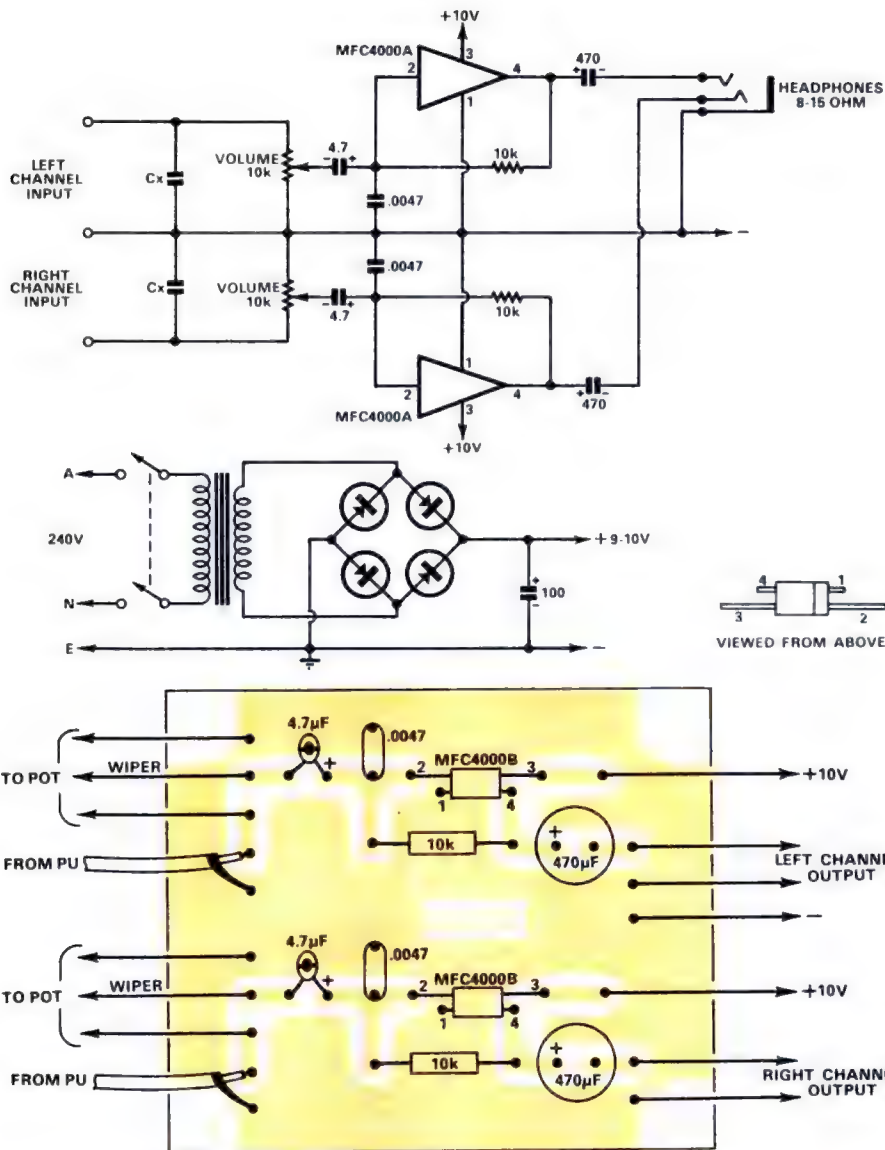 +10V
MFC4000A
3
2
4
470
+ -
1
HEADPHONES
8-15 OHM
LEFT
CHANNEL
INPUT
Cx
VOLUME
10k
4.7
- +
10k
.0047
-
RIGHT
CHANNEL
INPUT
Cx
VOLUME
10k
.0047
- +
4.7
10k
1
2
4
+ -
470
MFC4000A
3
+10V
A
240V
N
E
+ 9-10V
+
100
-
-
4 1
3 2
VIEWED FROM ABOVE
TO POT
WIPER
4.7µF
+
.0047
MFC4000B
2 3
1 4
+10V
10k
+
470µF
FROM PU
LEFT CHANNE
OUTPUT
-
TO POT
WIPER
4.7µF
+
.0047
MFC4000B
2 3
1 4
+10V
10k
+
470µF
FROM PU
RIGHT CHANNE
OUTPUT